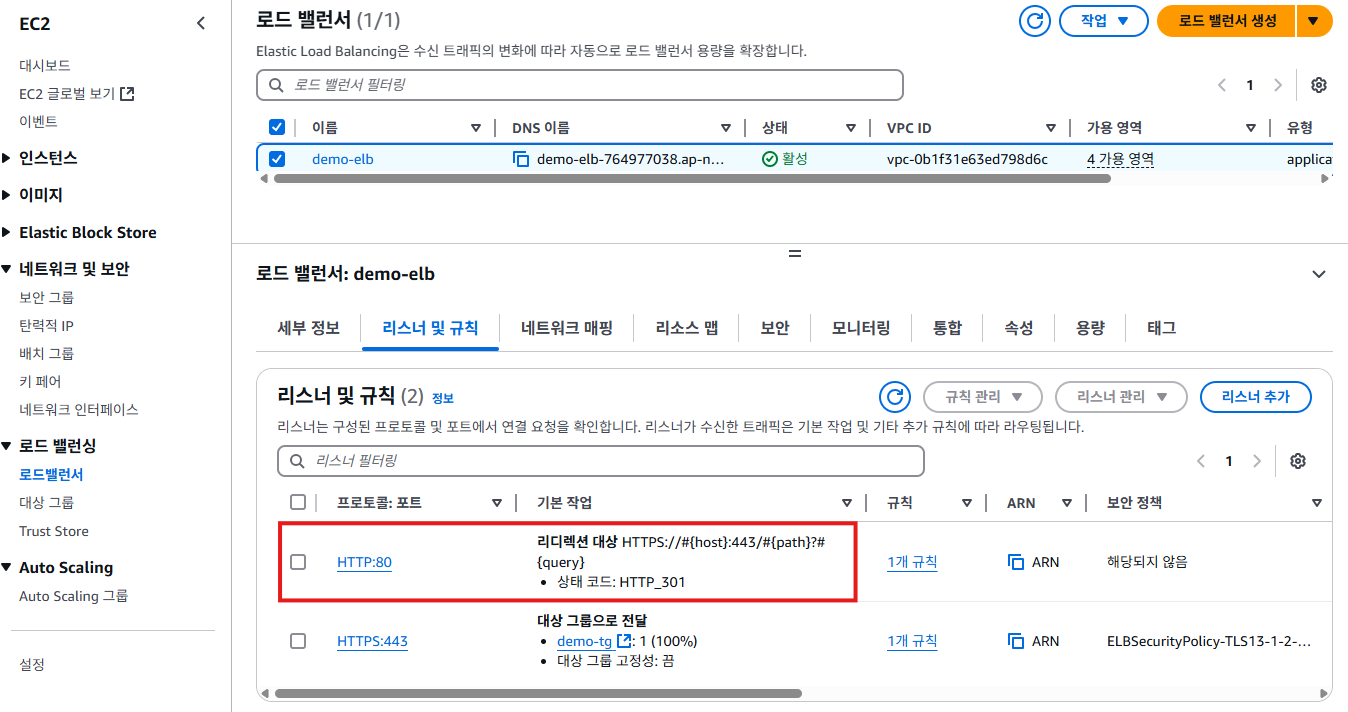 EC2
대시보드
EC2 글로벌 보기
이벤트
인스턴스
이미지
Elastic Block Store
네트워크 및 보안
보안 그룹
탄력적 IP
배치 그룹
키 페어
네트워크 인터페이스
로드 밸런싱
로드밸런서
대상 그룹
Trust Store
Auto Scaling
Auto Scaling 그룹
설정
로드 밸런서 (1/1)
작업
로드 밸런서 생성
Elastic Load Balancing은 수신 트래픽의 변화에 따라 자동으로 로드 밸런서 용량을 확장합니다.
로드 밸런서 필터링
1
이름 DNS 이름 상태 VPC ID 가용 영역 유형
demo-elb demo-elb-764977038.ap-n... 활성 vpc-0b1f31e63ed798d6c 4 가용 영역 applica
로드 밸런서: demo-elb
세부 정보 리스너 및 규칙 네트워크 매핑 리소스 맵 보안 모니터링 통합 속성 용량 태그
리스너 및 규칙 (2) 정보
규칙 관리 리스너 관리 리스너 추가
리스너는 구성된 프로토콜 및 포트에서 연결 요청을 확인합니다. 리스너가 수신한 트래픽은 기본 작업 및 기타 추가 규칙에 따라 라우팅됩니다.
리스너 필터링
1
프로토콜: 포트 기본 작업 규칙 ARN 보안 정책
리디렉션 대상 HTTPS://#{host}:443/#{path}?#
{query}
HTTP:80 1개 규칙 ARN 해당되지 않음
• 상태 코드: HTTP_301
대상 그룹으로 전달
HTTPS:443 • demo-tg : 1 (100%) 1개 규칙 ARN ELBSecurityPolicy-TLS13-1-2-...
• 대상 그룹 고정성: 끔